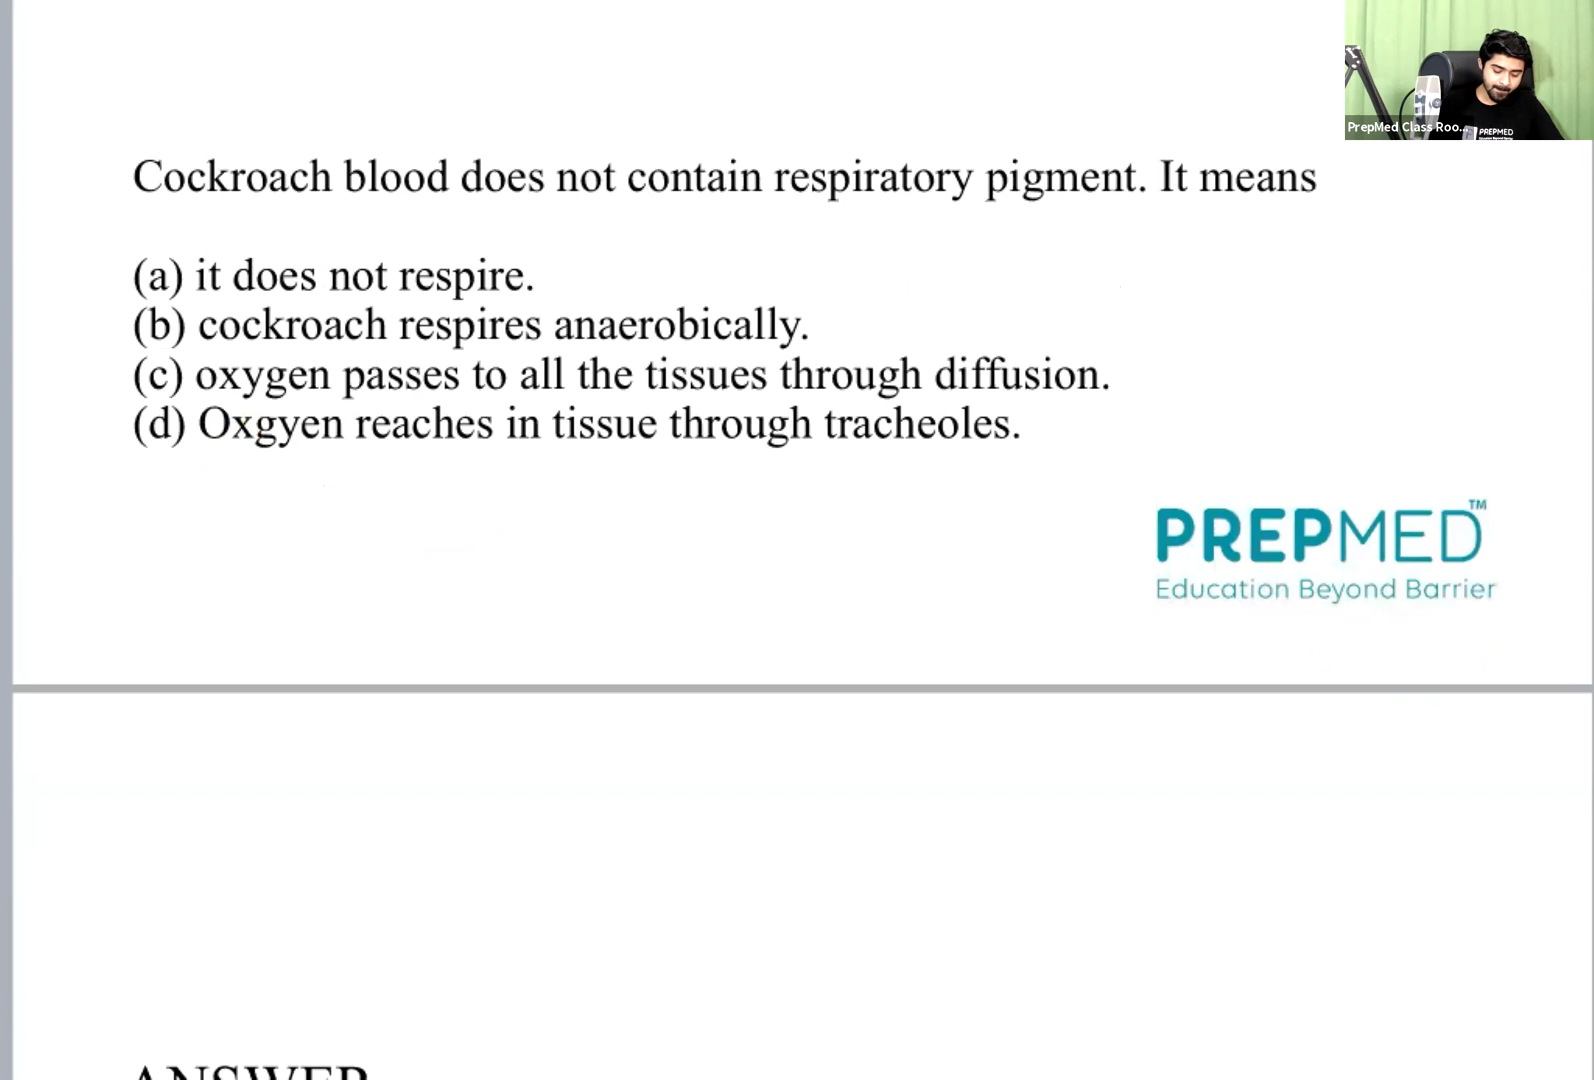 PrepMed Class Roo...
PREPMED
Cockroach blood does not contain respiratory pigment. It means
(a) it does not respire.
(b) cockroach respires anaerobically.
(c) oxygen passes to all the tissues through diffusion.
(d) Oxgyen reaches in tissue through tracheoles.
PREPMED™
Education Beyond Barrier
ANSWER